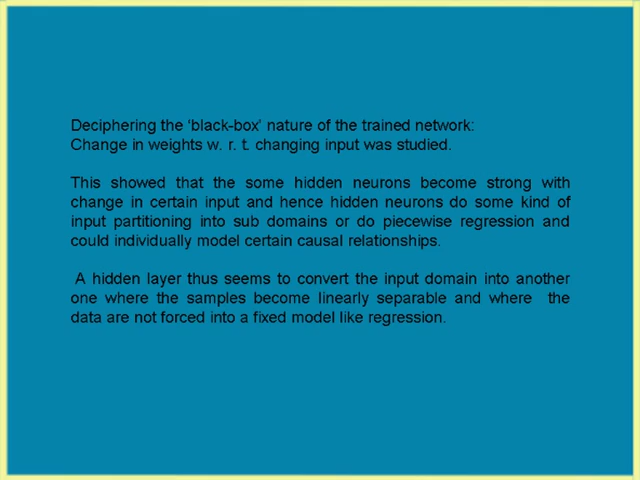 Deciphering the 'black-box' nature of the trained network:
Change in weights w. r. t. changing input was studied.
This showed that the some hidden neurons become strong with
change in certain input and hence hidden neurons do some kind of
input partitioning into sub domains or do piecewise regression and
could individually model certain causal relationships.
A hidden layer thus seems to convert the input domain into another
one where the samples become linearly separable and where the
data are not forced into a fixed model like regression.